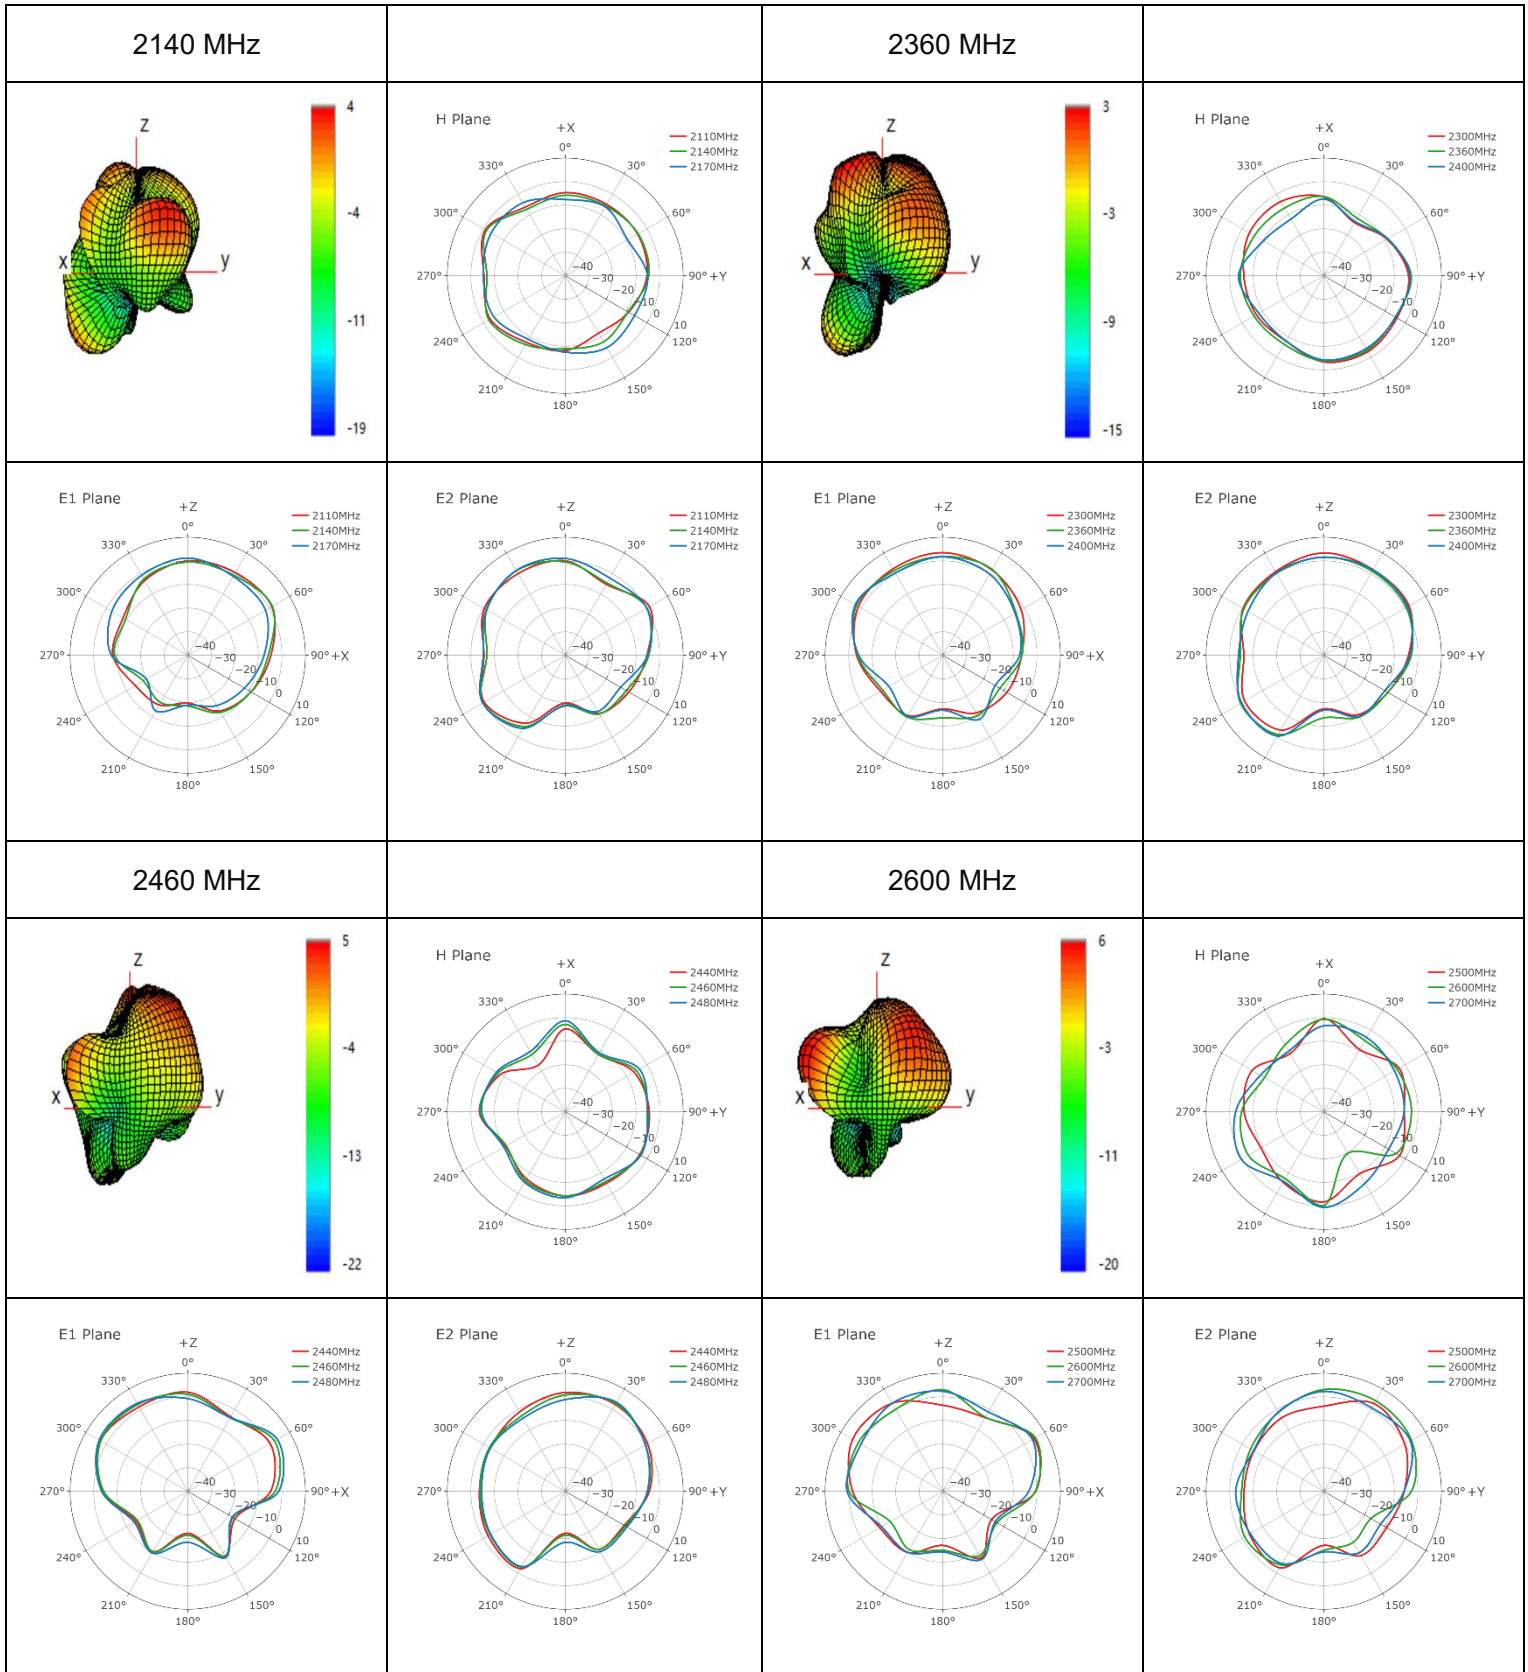 2140 MHz
2360 MHz
4
-4
-11
-19
Z
X
y
H Plane
+X
2110MHz
2140MHz
2170MHz
0°
30°
60°
90°+Y
120°
150°
180°
210°
240°
270°
300°
330°
−40
−30
−20
−10
0
10
3
-3
-9
-15
Z
X
y
H Plane
+X
2300MHz
2360MHz
2400MHz
0°
30°
60°
90°+Y
120°
150°
180°
210°
240°
270°
300°
330°
−40
−30
−20
−10
0
10
E1 Plane
+Z
2110MHz
2140MHz
2170MHz
0°
30°
60°
90°+X
120°
150°
180°
210°
240°
270°
300°
330°
−40
−30
−20
−10
0
10
E2 Plane
+Z
2110MHz
2140MHz
2170MHz
0°
30°
60°
90°+Y
120°
150°
180°
210°
240°
270°
300°
330°
−40
−30
−20
−10
0
10
E1 Plane
+Z
2300MHz
2360MHz
2400MHz
0°
30°
60°
90°+X
120°
150°
180°
210°
240°
270°
300°
330°
−40
−30
−20
−10
0
10
E2 Plane
+Z
2300MHz
2360MHz
2400MHz
0°
30°
60°
90°+Y
120°
150°
180°
210°
240°
270°
300°
330°
−40
−30
−20
−10
0
10
2460 MHz
2600 MHz
5
-4
-13
-22
Z
X
y
H Plane
+X
2440MHz
2460MHz
2480MHz
0°
30°
60°
90°+Y
120°
150°
180°
210°
240°
270°
300°
330°
−40
−30
−20
−10
0
10
6
-3
-11
-20
Z
X
y
H Plane
+X
2500MHz
2600MHz
2700MHz
0°
30°
60°
90°+Y
120°
150°
180°
210°
240°
270°
300°
330°
−40
−30
−20
−10
0
10
E1 Plane
+Z
2440MHz
2460MHz
2480MHz
0°
30°
60°
90°+X
120°
150°
180°
210°
240°
270°
300°
330°
−40
−30
−20
−10
0
10
E2 Plane
+Z
2440MHz
2460MHz
2480MHz
0°
30°
60°
90°+Y
120°
150°
180°
210°
240°
270°
300°
330°
−40
−30
−20
−10
0
10
E1 Plane
+Z
2500MHz
2600MHz
2700MHz
0°
30°
60°
90°+X
120°
150°
180°
210°
240°
270°
300°
330°
−40
−30
−20
−10
0
10
E2 Plane
+Z
2500MHz
2600MHz
2700MHz
0°
30°
60°
90°+Y
120°
150°
180°
210°
240°
270°
300°
330°
−40
−30
−20
−10
0
10